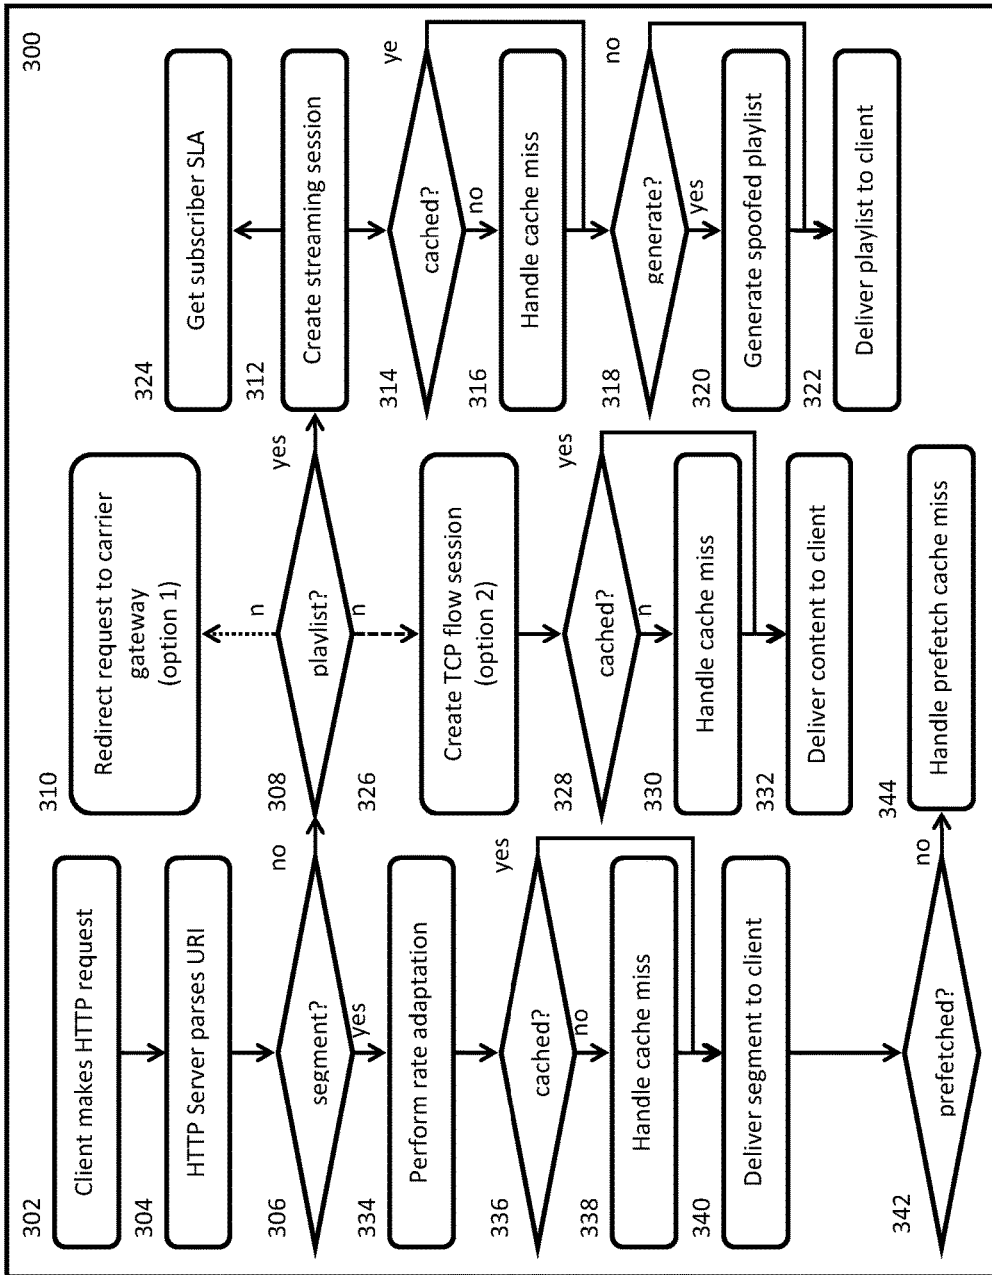 300
302
Client makes HTTP request
304
HTTP Server parses URI
306
segment?
no
yes
334
Perform rate adaptation
336
cached?
yes
no
338
Handle cache miss
340
Deliver segment to client
342
prefetched?
no
344
Handle prefetch cache miss
310
Redirect request to carrier
gateway
(option 1)
n
308
playlist?
yes
n
326
Create TCP flow session
(option 2)
328
cached?
yes
n
330
Handle cache miss
332
Deliver content to client
324
Get subscriber SLA
312
Create streaming session
314
cached?
ye
no
316
Handle cache miss
318
generate?
no
yes
320
Generate spoofed playlist
322
Deliver playlist to client